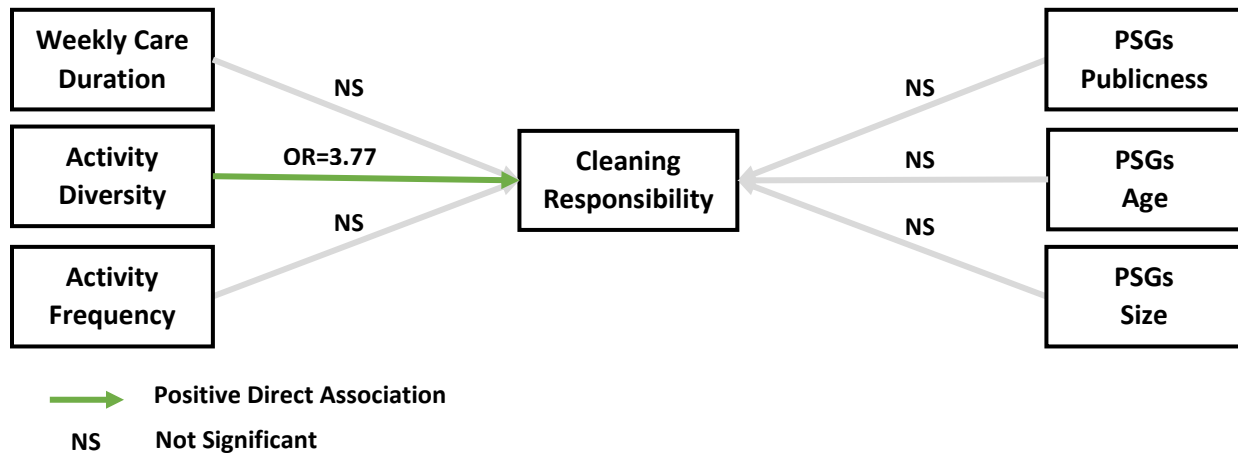 Weekly Care
Duration
NS
Activity
Diversity
OR=3.77
Activity
Frequency
NS
Cleaning
Responsibility
NS
PSGs
Publicness
NS
PSGs
Age
NS
PSGs
Size
Positive Direct Association
NS Not Significant